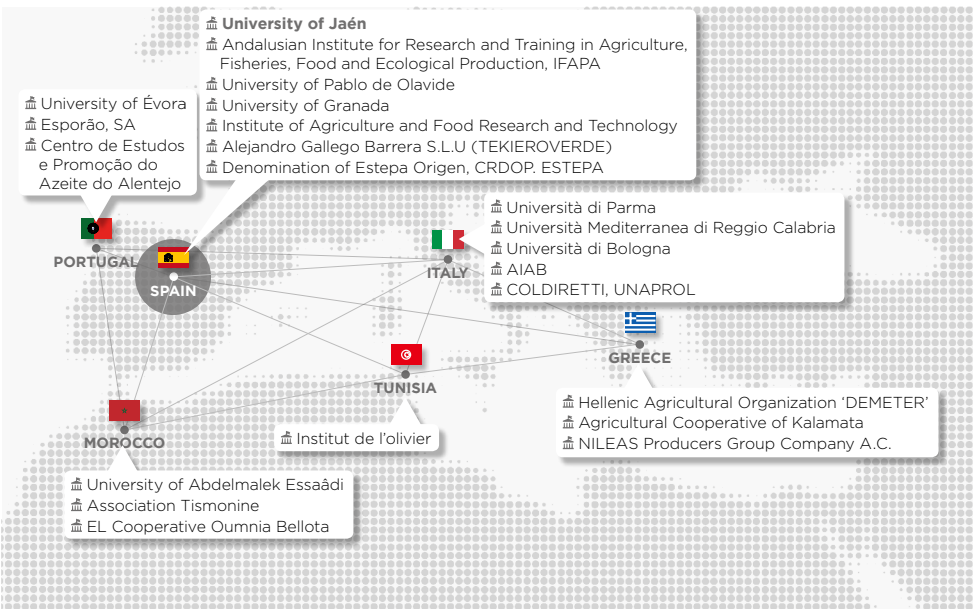 University of Jaén
Andalusian Institute for Research and Training in Agriculture,
Fisheries, Food and Ecological Production, IFAPA
University of Pablo de Olavide
University of Granada
Institute of Agriculture and Food Research and Technology
Alejandro Gallego Barrera S.L.U (TEKIEROVERDE)
Denomination of Estepa Origen, CRDOP. ESTEPA
University of Évora
Esporão, SA
Centro de Estudos
e Promoção do
Azeite do Alentejo
PORTUGAL
SPAIN
Università di Parma
Università Mediterranea di Reggio Calabria
Università di Bologna
AIAB
COLDIRETTI, UNAPROL
ITALY
GREECE
Hellenic Agricultural Organization ‘DEMETER’
Agricultural Cooperative of Kalamata
NILEAS Producers Group Company A.C.
TUNISIA
Institut de l’olivier
MOROCCO
University of Abdelmalek Essaâdi
Association Tismonine
EL Cooperative Oumnia Bellota